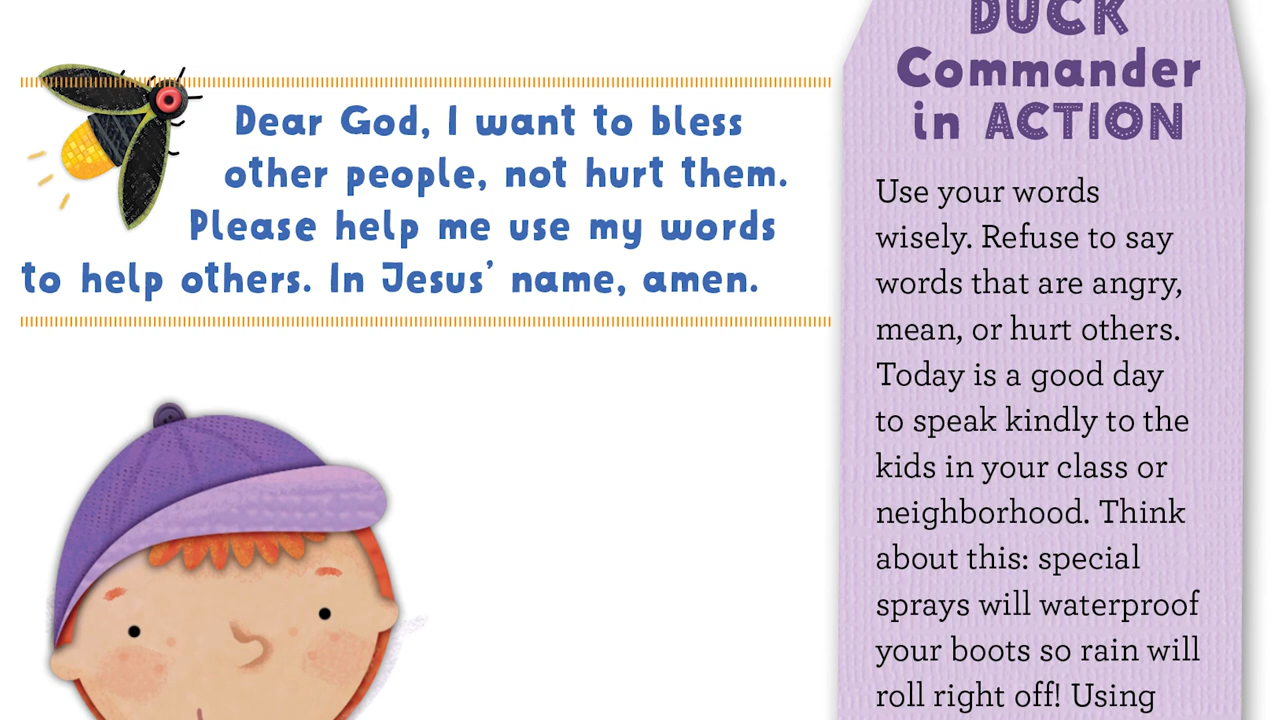 Dear God, I want to bless
other people, not hurt them.
Please help me use my words
to help others. In Jesus’ name, amen.
DUCK
Commander
in ACTION
Use your words
wisely. Refuse to say
words that are angry,
mean, or hurt others.
Today is a good day
to speak kindly to the
kids in your class or
neighborhood. Think
about this: special
sprays will waterproof
your boots so rain will
roll right off! Using